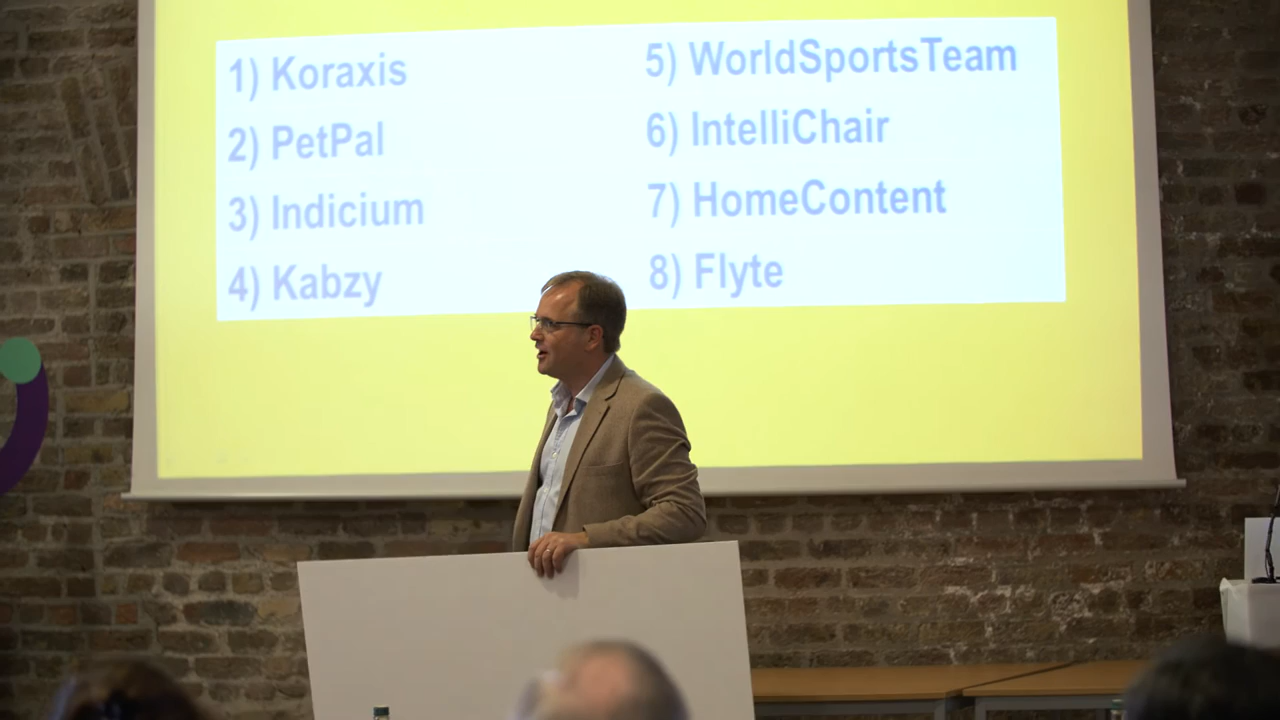 1) Koraxis
2) PetPal
3) Indicium
4) Kabzy
5) WorldSportsTeam
6) IntelliChair
7) HomeContent
8) Flyte